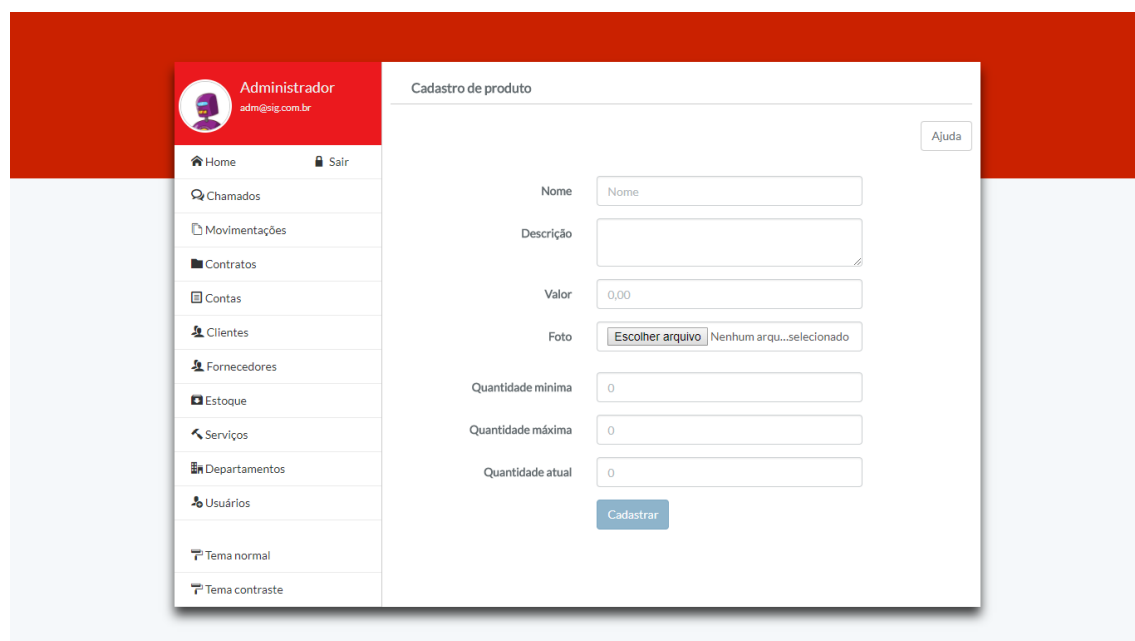 Administrador
adm@sig.com.br
Home
Sair
Chamados
Movimentações
Contratos
Contas
Clientes
Fornecedores
Estoque
Serviços
Departamentos
Usuários
Tema normal
Tema contraste
Cadastro de produto
Ajuda
Nome Nome
Descrição
Valor 0,00
Foto Escolher arquivo Nenhum arqu...selecionado
Quantidade minima 0
Quantidade máxima 0
Quantidade atual 0
Cadastrar